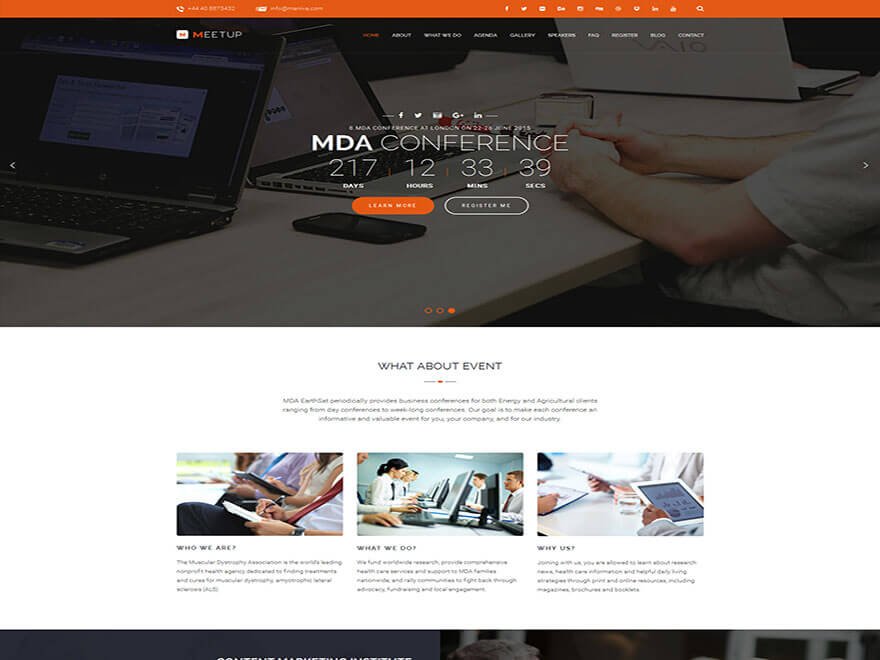 +44 40 8873432
MEETUP
HOME ABOUT WHAT WE DO AGENDA GALLERY SPEAKERS FAQ REGISTER BLOG CONTACT
VAIO
8 MDA CONFERENCE AT LONDON ON 22-26 JUNE 2015
MDA CONFERENCE
217 12 33 39
DAYS HOURS MINS SECS
LEARN MORE REGISTER ME
WHAT ABOUT EVENT
MDA EarthSat periodically provides business conferences for both Energy and Agricultural clients
ranging from day conferences to week-long conferences. Our goal is to make each conference an
informative and valuable event for you, your company, and for our industry.
WHO WE ARE?
The Muscular Dystrophy Association is the world's leading
nonprofit health agency dedicated to finding treatments
and cures for muscular dystrophy, amyotrophic lateral
sclerosis (ALS)
WHAT WE DO?
We fund worldwide research, provide comprehensive
health care services and support to MDA families
nationwide, and rally communities to fight back through
advocacy, fundraising and local engagement.
WHY US?
Joining with us, you are allowed to learn about research
news, health care information and helpful daily living
strategies through print and online resources, including
magazines, brochures and booklets.
CONTENT MARKETING INSTITUTE